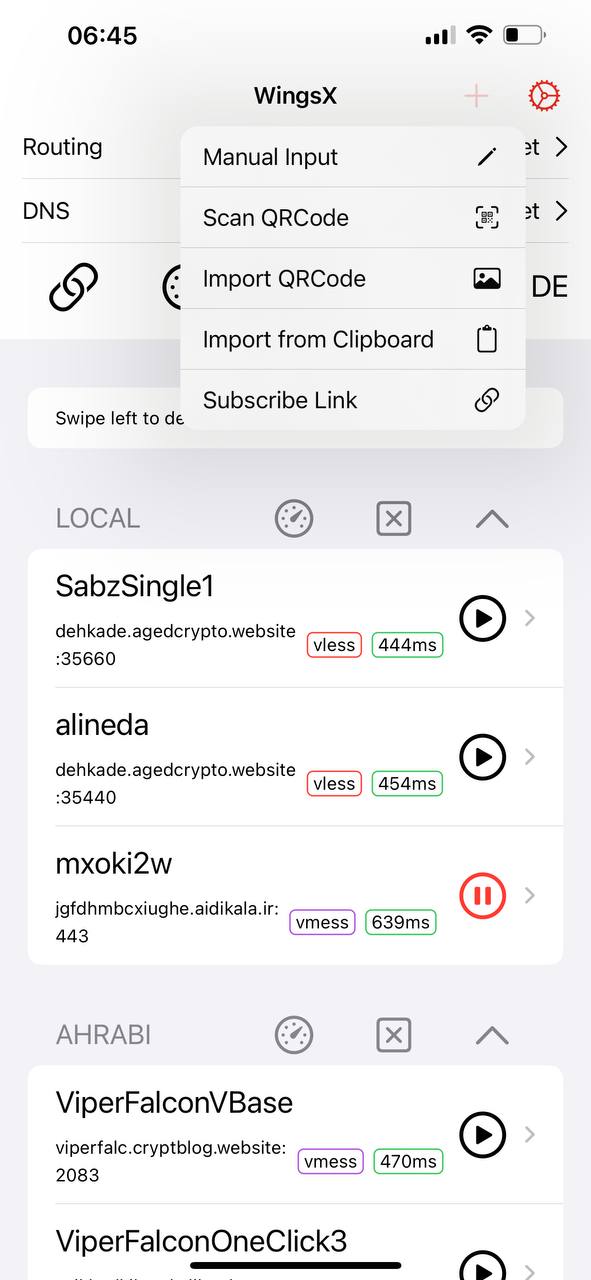 06:45
WingsX
Routing
et
Manual Input
DNS
et
Scan QRCode
Import QRCode
DE
Import from Clipboard
Subscribe Link
Swipe left to de
LOCAL
SabzSingle1
dehkade.agedcrypto.website
:35660
vless
444ms
alineda
dehkade.agedcrypto.website
:35440
vless
454ms
mxoki2w
jgfdhmbcxiughe.aidikala.ir:
443
vmess
639ms
AHRABI
ViperFalconVBase
viperfalc.cryptblog.website:
2083
vmess
470ms
ViperFalconOneClick3